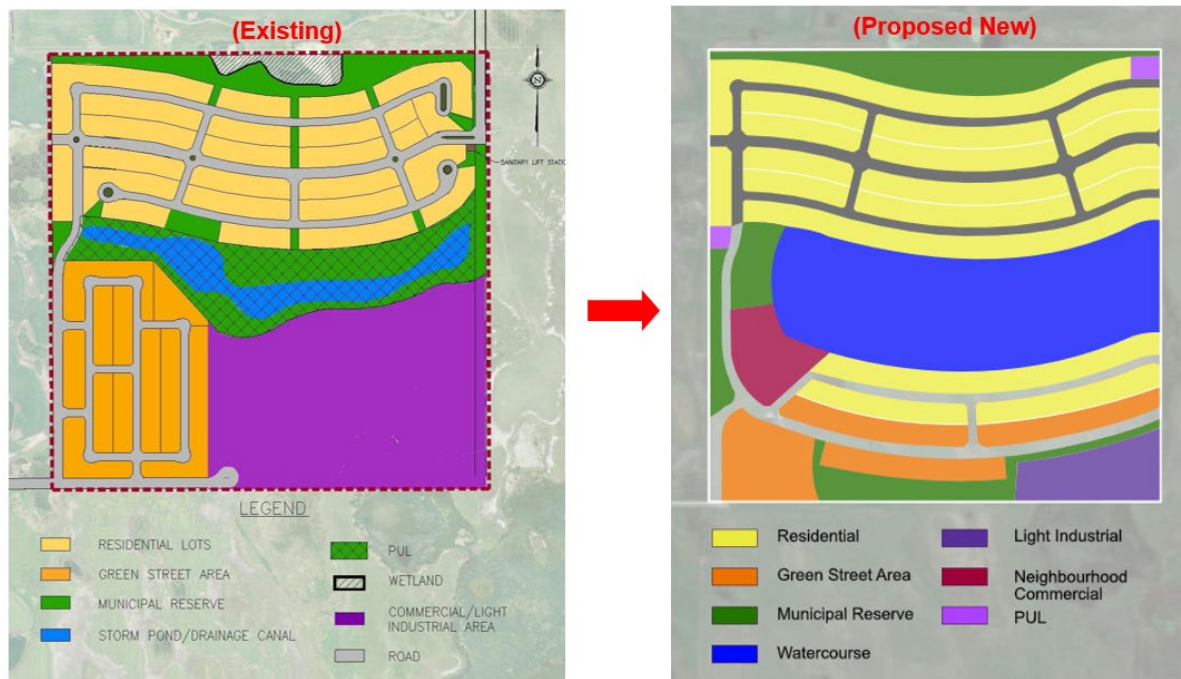 (Existing)
N
SANITARY LIFT STATI
LEGEND
RESIDENTIAL LOTS
GREEN STREET AREA
MUNICIPAL RESERVE
STORM POND/DRAINAGE CANAL
PUL
WETLAND
COMMERCIAL/LIGHT
INDUSTRIAL AREA
ROAD
(Proposed New)
Residential
Green Street Area
Municipal Reserve
Watercourse
Light Industrial
Neighbourhood
Commercial
PUL